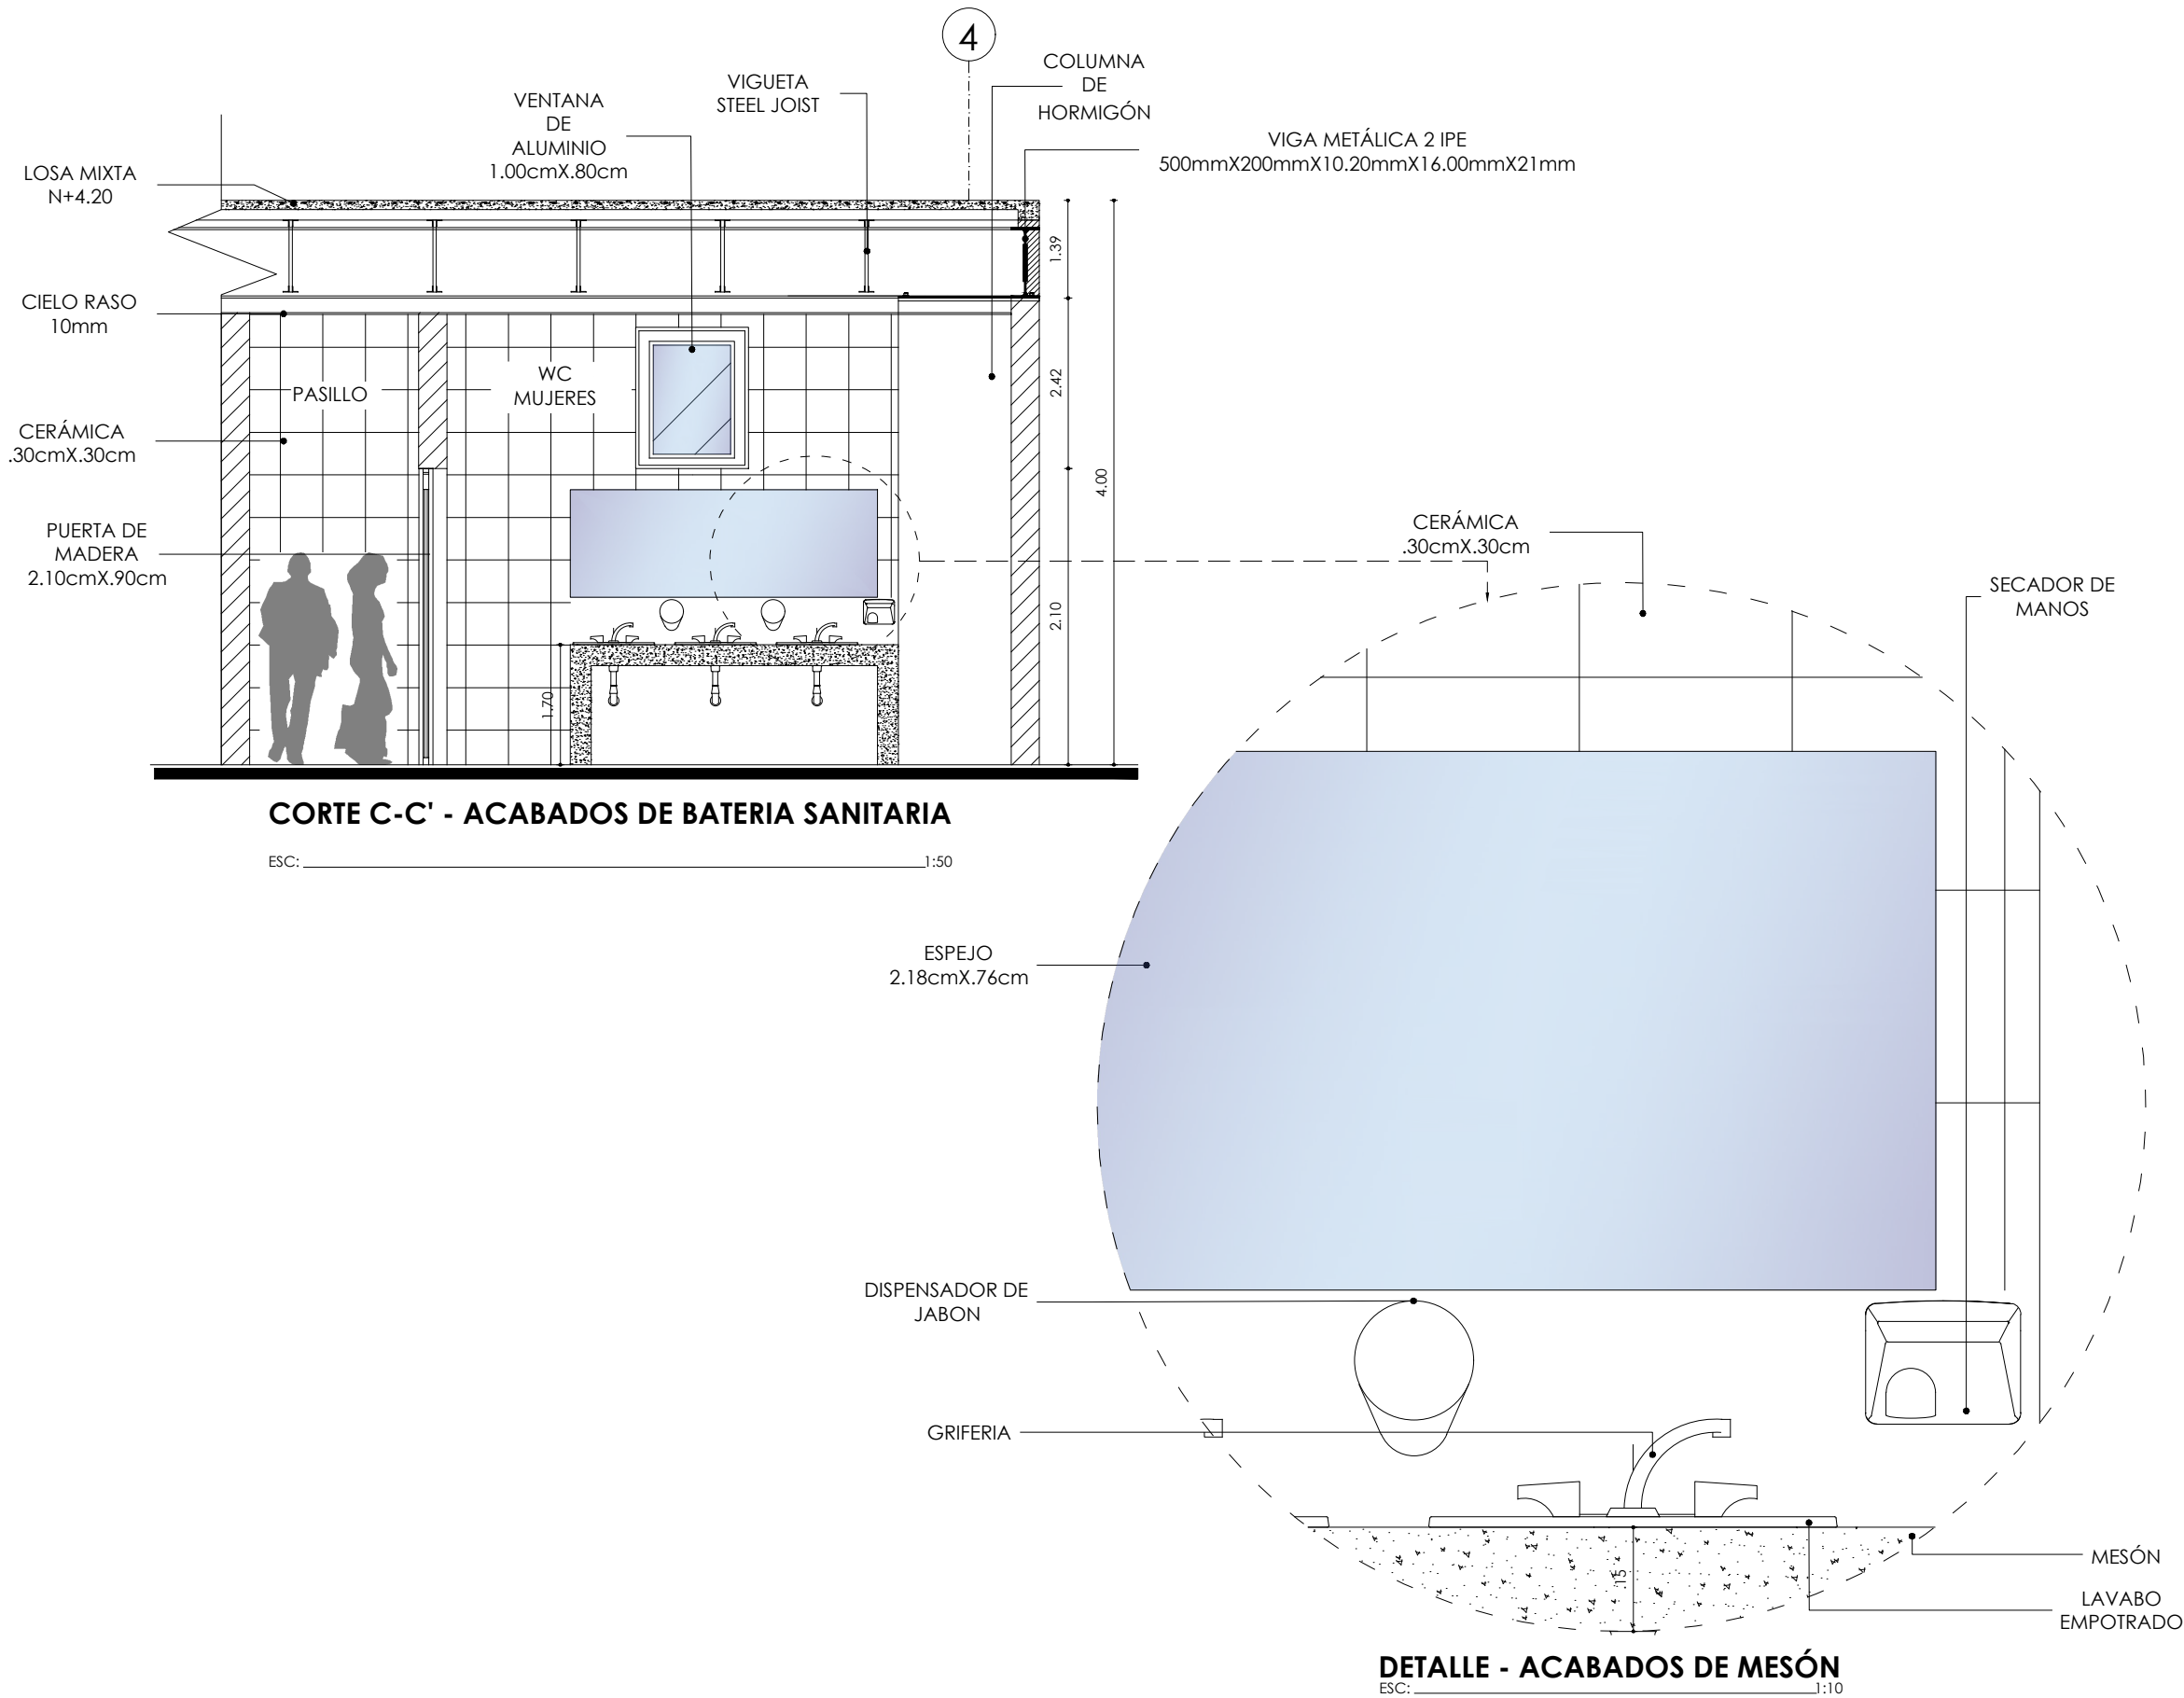 4
COLUMNA
DE
HORMIGÓN
VIGUETA
STEEL JOIST
VENTANA
DE
ALUMINIO
1.00cmX.80cm
VIGA METÁLICA 2 IPE
500mmX200mmX10.20mmX16.00mmX21mm
LOSA MIXTA
N+4.20
1.39
CIELO RASO
10mm
PASILLO
WC
MUJERES
2.42
CERÁMICA
.30cmX.30cm
4.00
PUERTA DE
MADERA
2.10cmX.90cm
2.10
1.70
CERÁMICA
.30cmX.30cm
SECADOR DE
MANOS
CORTE C-C' - ACABADOS DE BATERIA SANITARIA
ESC: 1:50
ESPEJO
2.18cmX.76cm
DISPENSADOR DE
JABON
GRIFERIA
.15
MESÓN
LAVABO
EMPOTRADO
DETALLE - ACABADOS DE MESÓN
ESC: 1:10